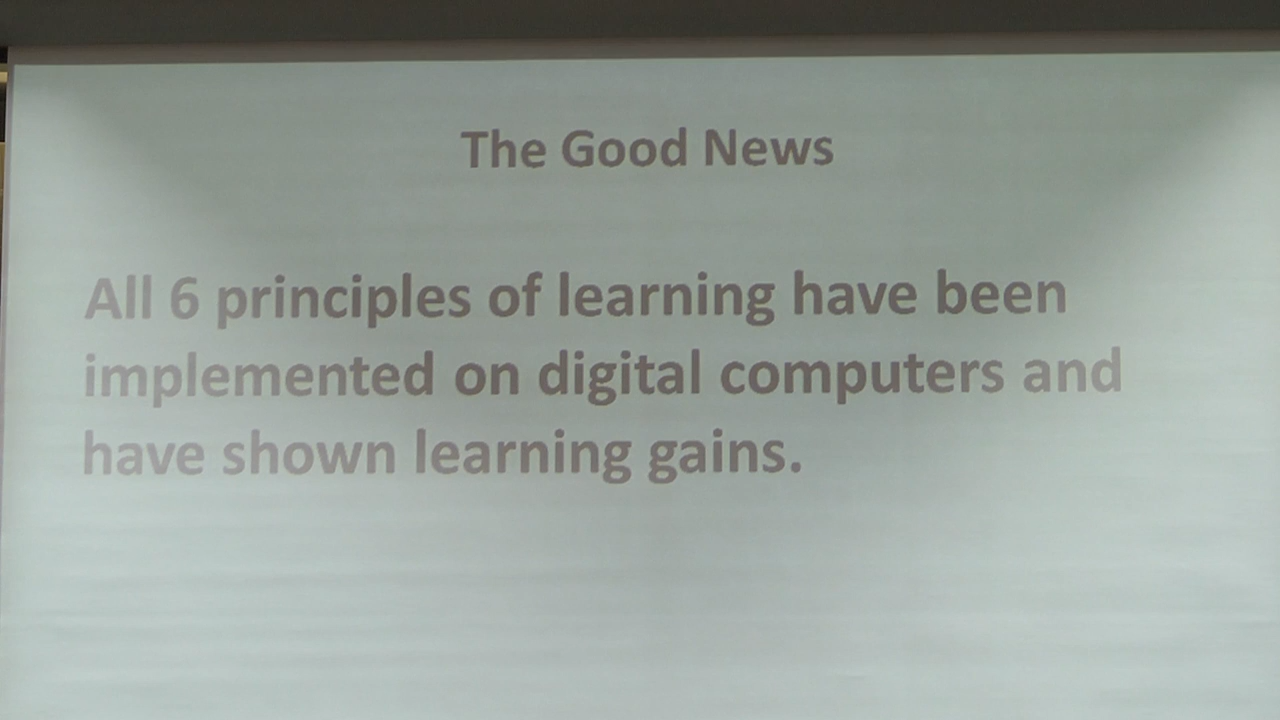 The Good News
All 6 principles of learning have been
implemented on digital computers and
have shown learning gains.